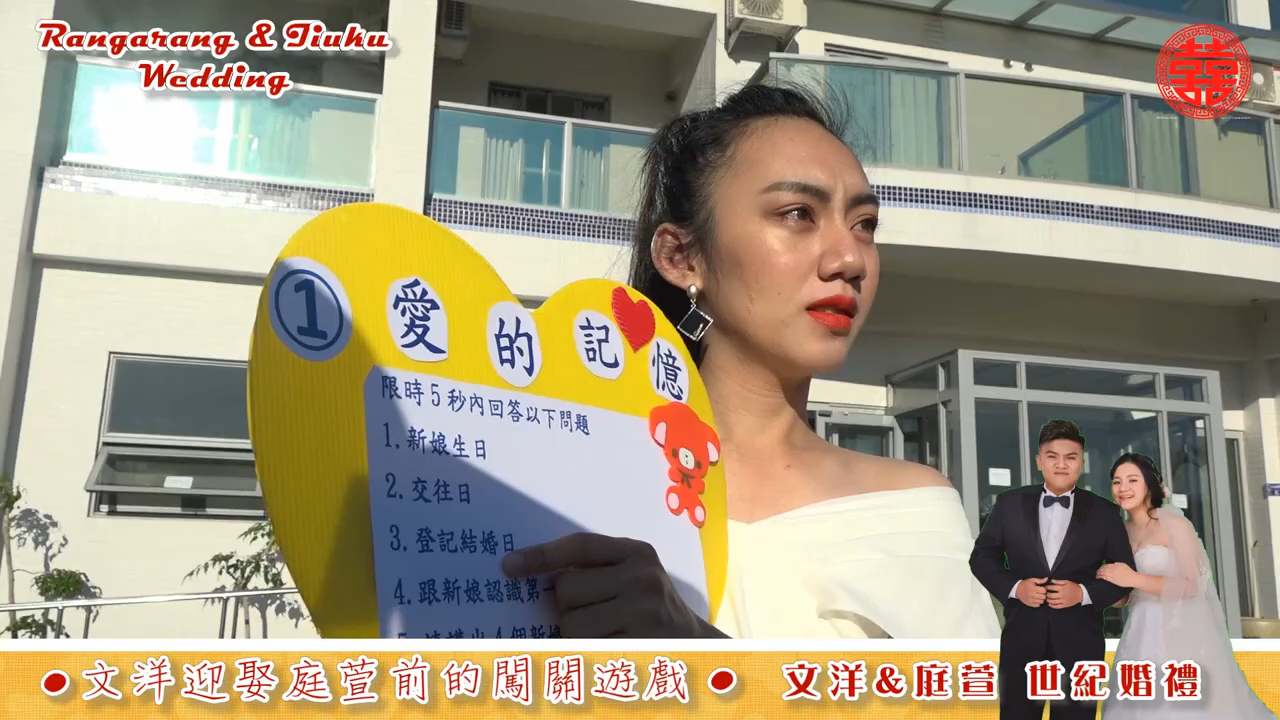 Rangarang & Tiuku
Wedding
囍
1 愛的記憶
限時5秒內回答以下問題
1.新娘生日
2.交往日
3.登記結婚日
4.跟新娘認識第一
●文洋迎娶庭萱前的闖關遊戲●
文洋&庭萱 世紀婚禮